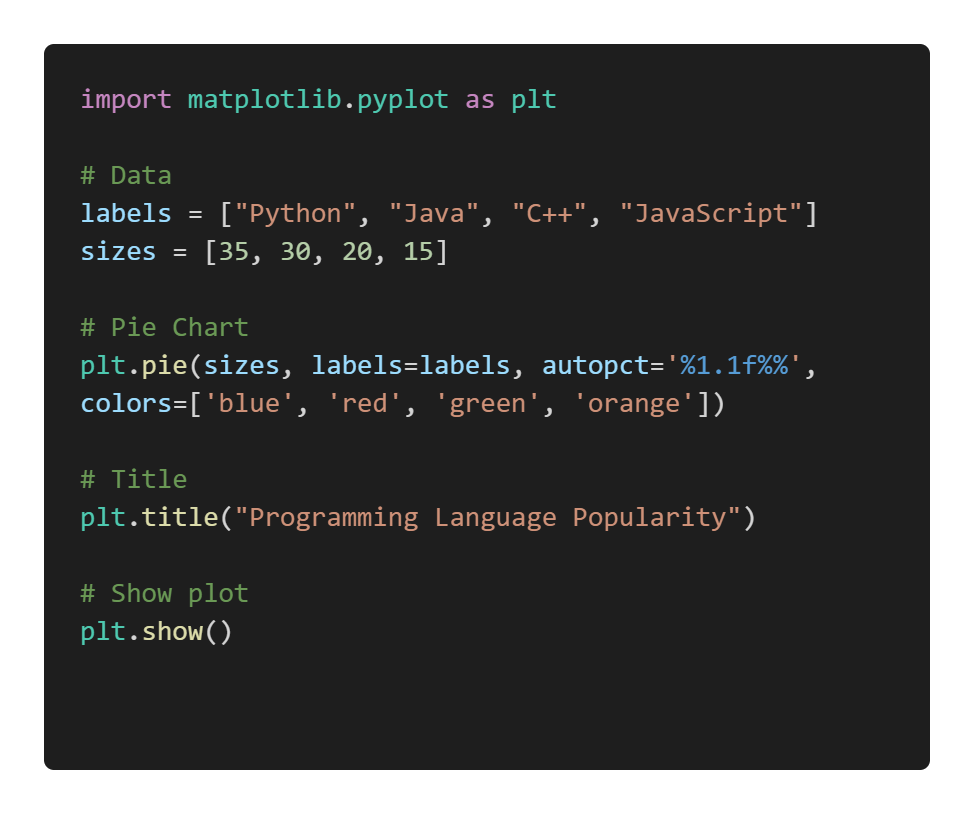 import matplotlib.pyplot as plt
# Data
labels = ["Python", "Java", "C++", "JavaScript"]
sizes = [35, 30, 20, 15]
# Pie Chart
plt.pie(sizes, labels=labels, autopct='%1.1f%%',
colors=['blue', 'red', 'green', 'orange'])
# Title
plt.title("Programming Language Popularity")
# Show plot
plt.show()